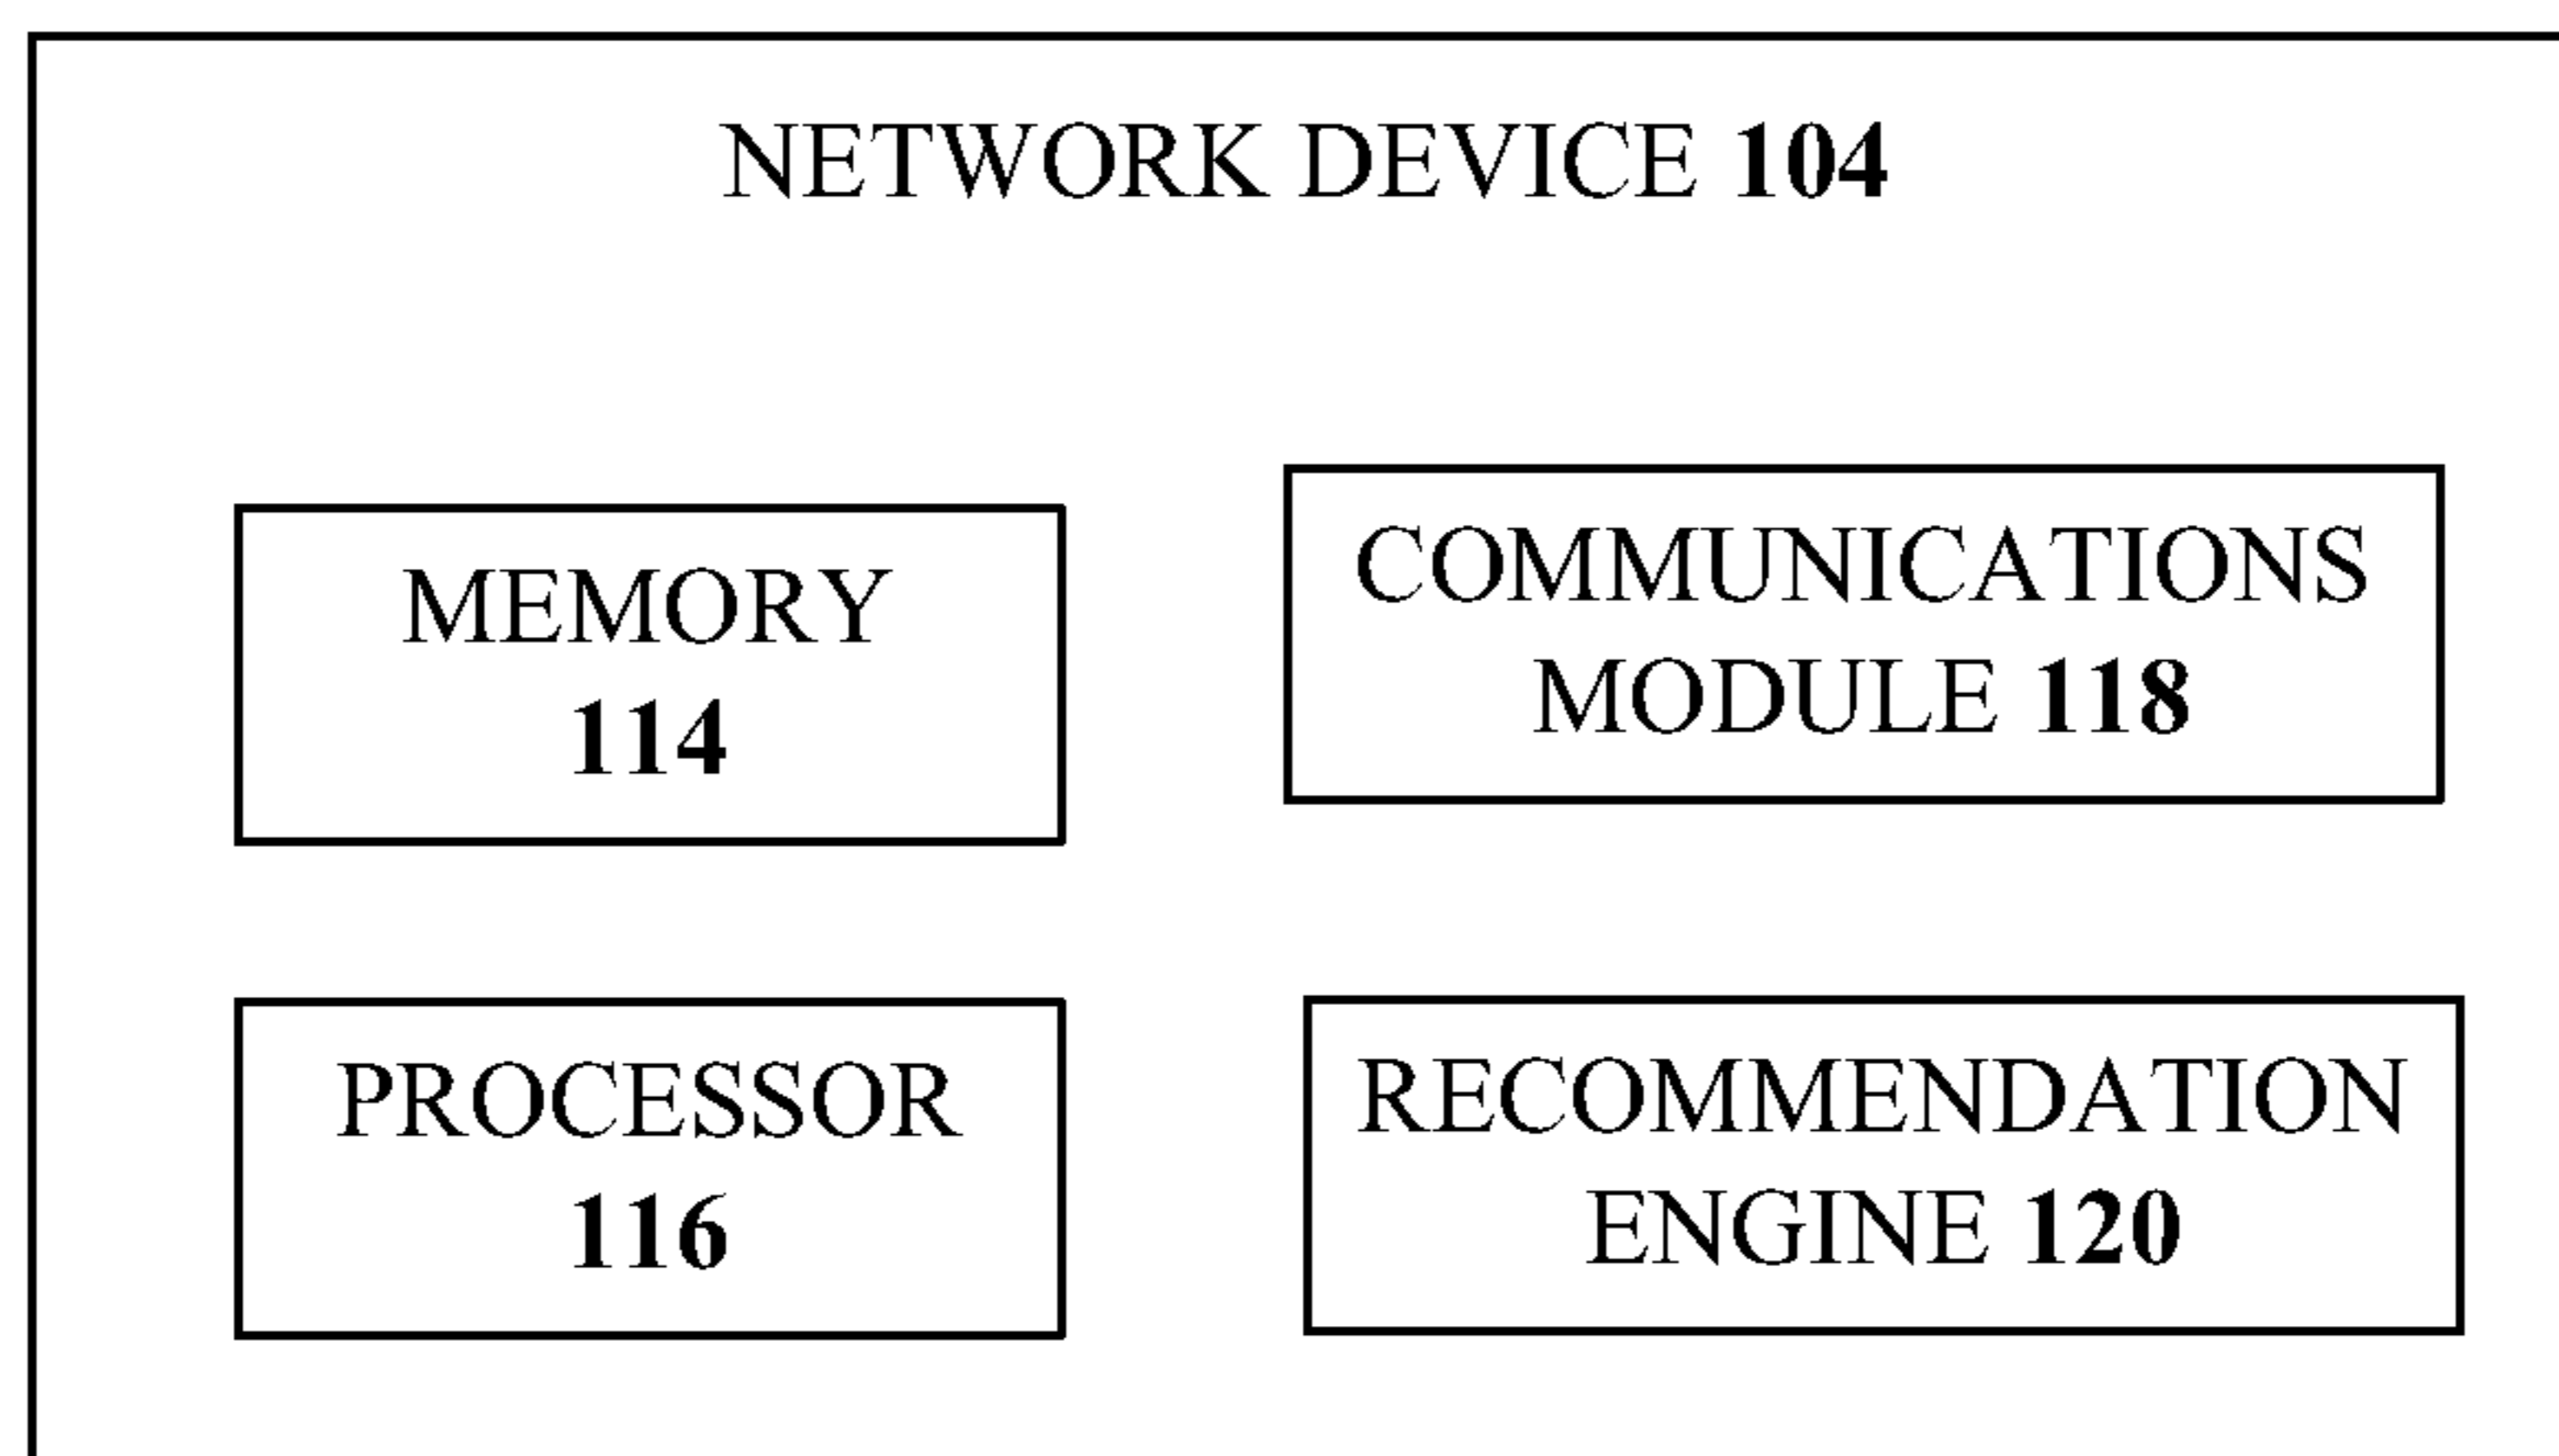 NETWORK DEVICE 104
MEMORY
114
COMMUNICATIONS
MODULE 118
PROCESSOR
116
RECOMMENDATION
ENGINE 120